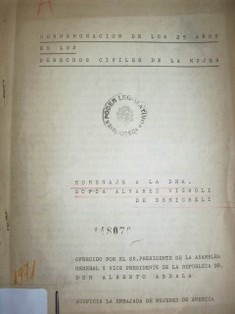 CONMEMORACION DE LOS 25 AÑOS
DE LOS
DERECHOS CIVILES DE LA MUJER
PODER LEGISLATIVO
BIBLIOTECA
HOMENAJE A LA DRA.
SOFIA ALVAREZ VIGNOLI
DE DEMICHELI
OFRECIDO POR EL SR. PRESIDENTE DE LA ASAMBLEA
GENERAL Y VICE PRESIDENTE DE LA REPUBLICA DR.
DON ALBERTO ABDALA
AUSPICIA LA EMBAJADA DE MUJERES DE AMERICA
1971